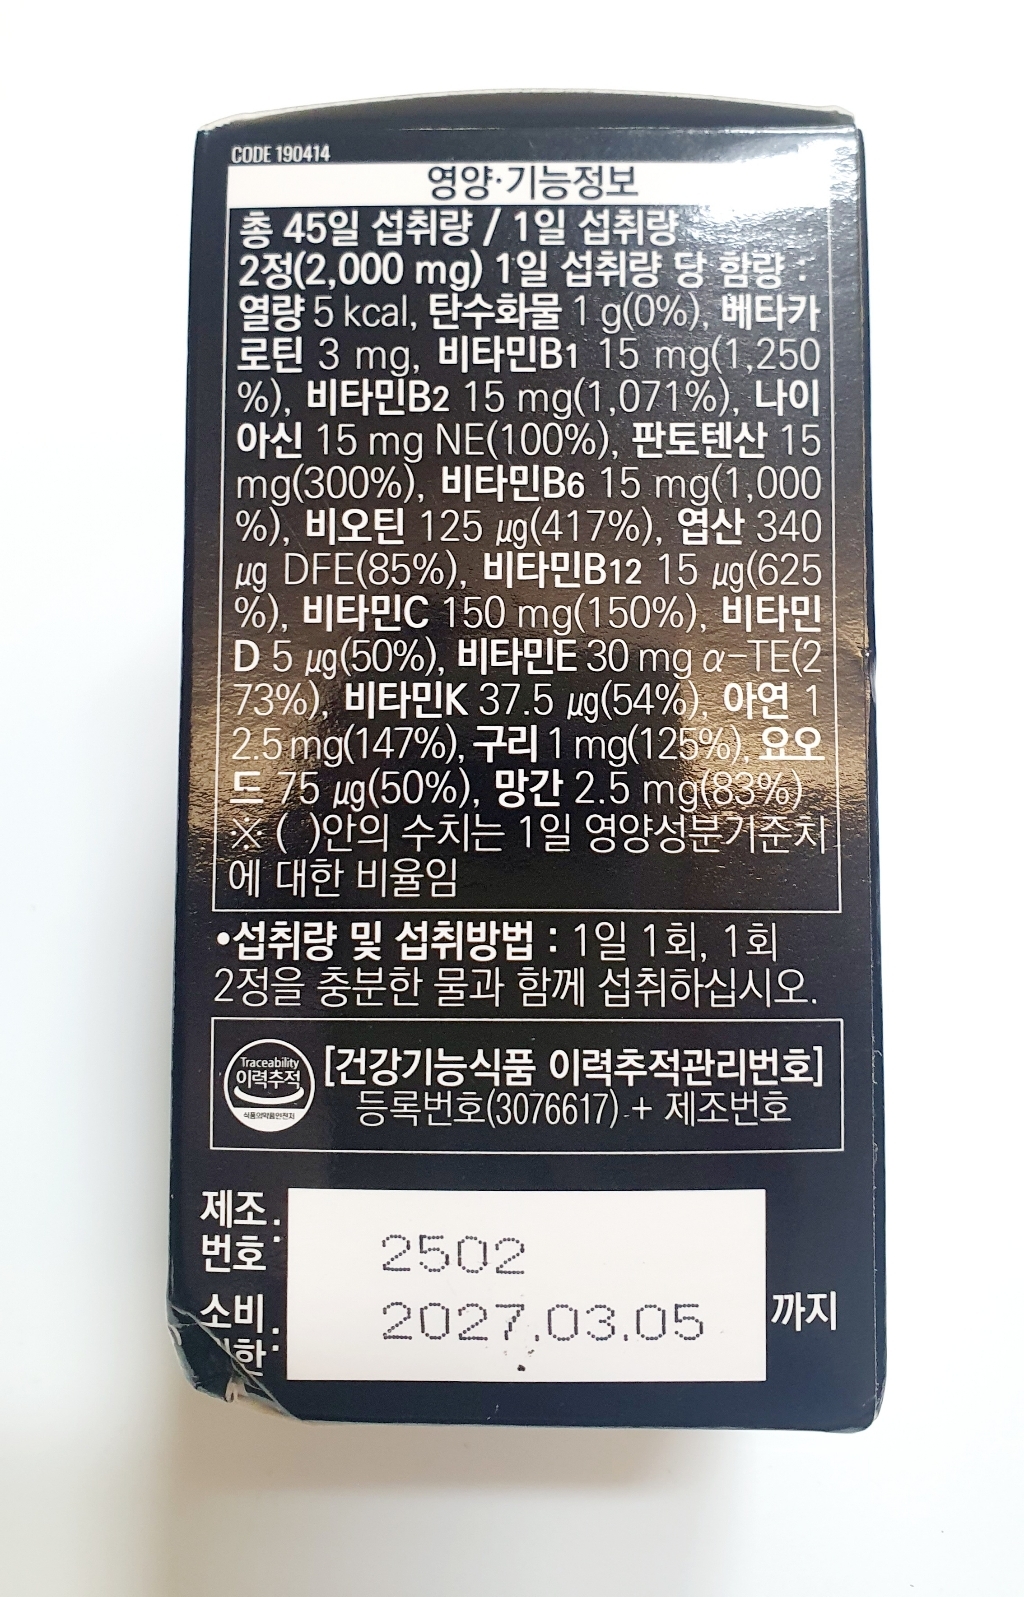 CODE 190414
영양·기능정보
총 45일 섭취량 / 1일 섭취량
2정(2,000 mg) 1일 섭취량 당 함량 :
열량 5 kcal, 탄수화물 1 g(0%), 베타카
로틴 3 mg, 비타민B1 15 mg(1,250
%), 비타민B2 15 mg(1,071%), 나이
아신 15 mg NE(100%), 판토텐산 15
mg(300%), 비타민B6 15 mg(1,000
%), 비오틴 125 μg(417%), 엽산 340
μg DFE(85%), 비타민B12 15 μg(625
%), 비타민C 150 mg(150%), 비타민
D 5 μg(50%), 비타민E 30 mg α-TE(2
73%), 비타민K 37.5 μg(54%), 아연 1
2.5 mg(147%), 구리 1 mg(125%), 요오
드 75 μg(50%), 망간 2.5 mg(83%)
※ ( )안의 수치는 1일 영양성분기준치
에 대한 비율임
•섭취량 및 섭취방법 : 1일 1회, 1회
2정을 충분한 물과 함께 섭취하십시오.
Traceability
이력추적
식품의약품안전처
[건강기능식품 이력추적관리번호]
등록번호(3076617) + 제조번호
제조
번호 : 2502
소비
한 : 2027.03.05 까지